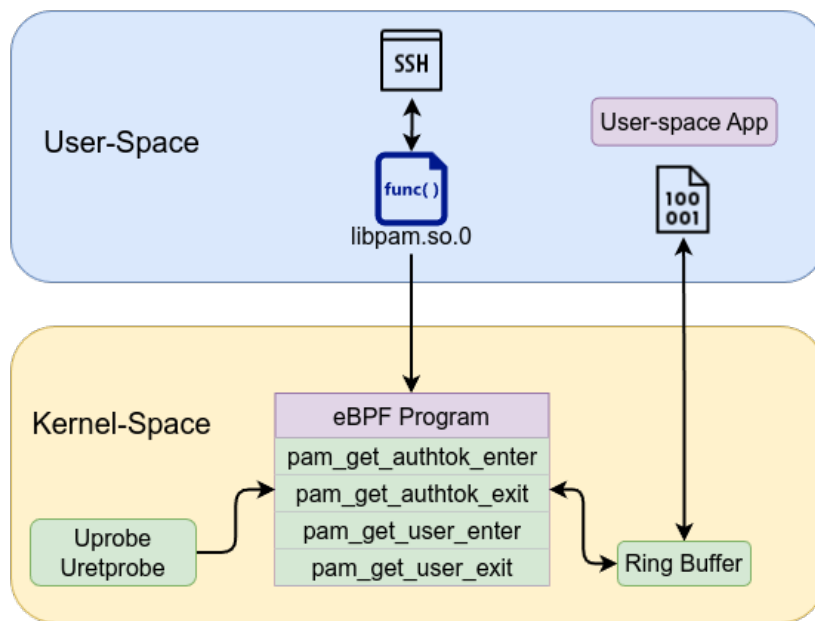 SSH
User-Space
User-space App
func( )
100
001
libpam.so.0
Kernel-Space
eBPF Program
pam_get_authtok_enter
pam_get_authtok_exit
pam_get_user_enter
pam_get_user_exit
Uprobe
Uretprobe
Ring Buffer